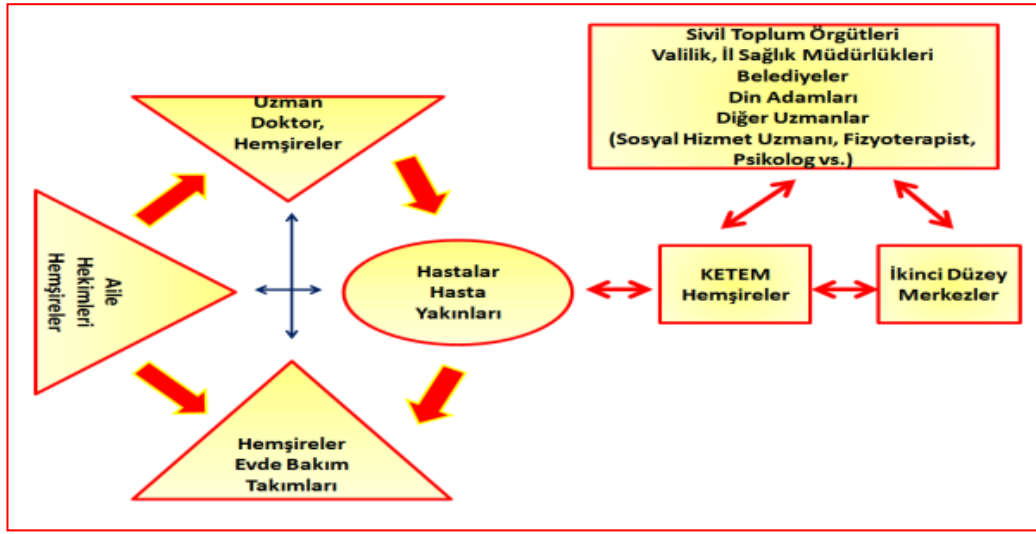 Sivil Toplum Örgütleri
Valilik, İl Sağlık Müdürlükleri
Belediyeler
Din Adamları
Diğer Uzmanlar
(Sosyal Hizmet Uzmanı, Fizyoterapist,
Psikolog vs.)
Uzman
Doktor,
Hemşireler
Aile
Hekimleri
Hemşireler
Hastalar
Hasta
Yakınları
KETEM
Hemşireler
İkinci Düzey
Merkezler
Hemşireler
Evde Bakım
Takımları